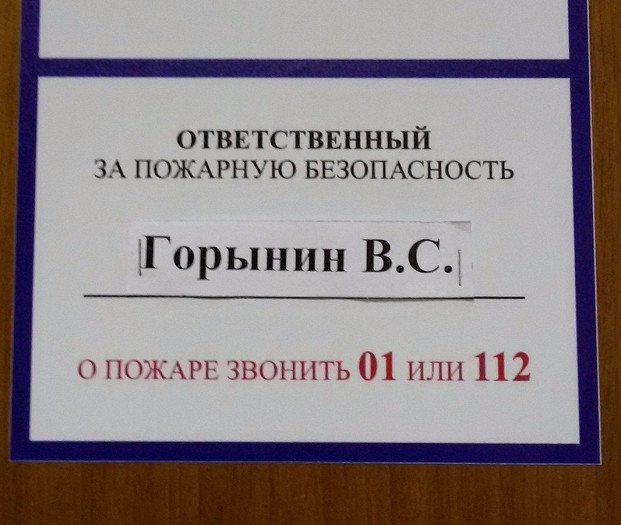 ОТВЕТСТВЕННЫЙ
ЗА ПОЖАРНУЮ БЕЗОПАСНОСТЬ
Горынин В.С.
О ПОЖАРЕ ЗВОНИТЬ 01 ИЛИ 112